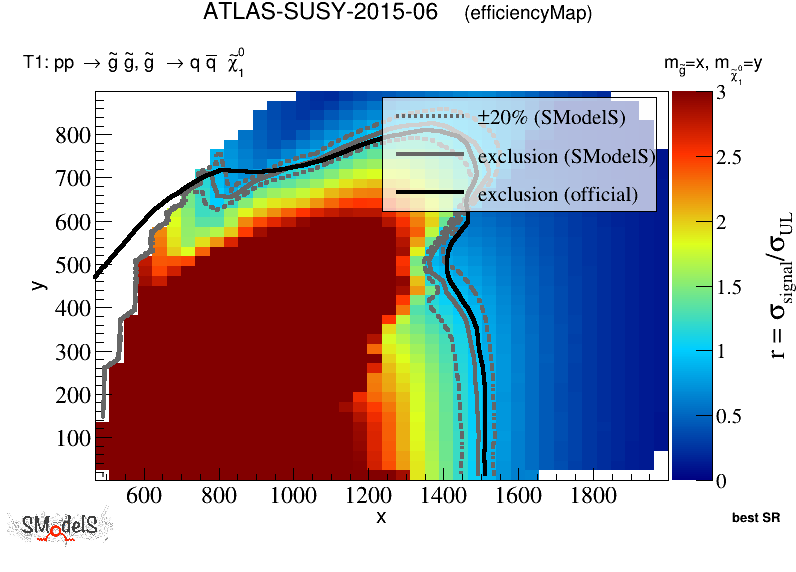 ATLAS-SUSY-2015-06 (efficiencyMap)
T1: pp → g̃ g̃, g̃ → q q̅ χ̃₁⁰ m_g̃=x, m_χ̃₁⁰=y
±20% (SModelS)
exclusion (SModelS)
exclusion (official)
800
700
600
500
400
300
200
100
y
600 800 1000 1200 1400 1600 1800
x
3
2.5
2
1.5
1
0.5
0
r = σ_signal/σ_UL
SModelS
best SR